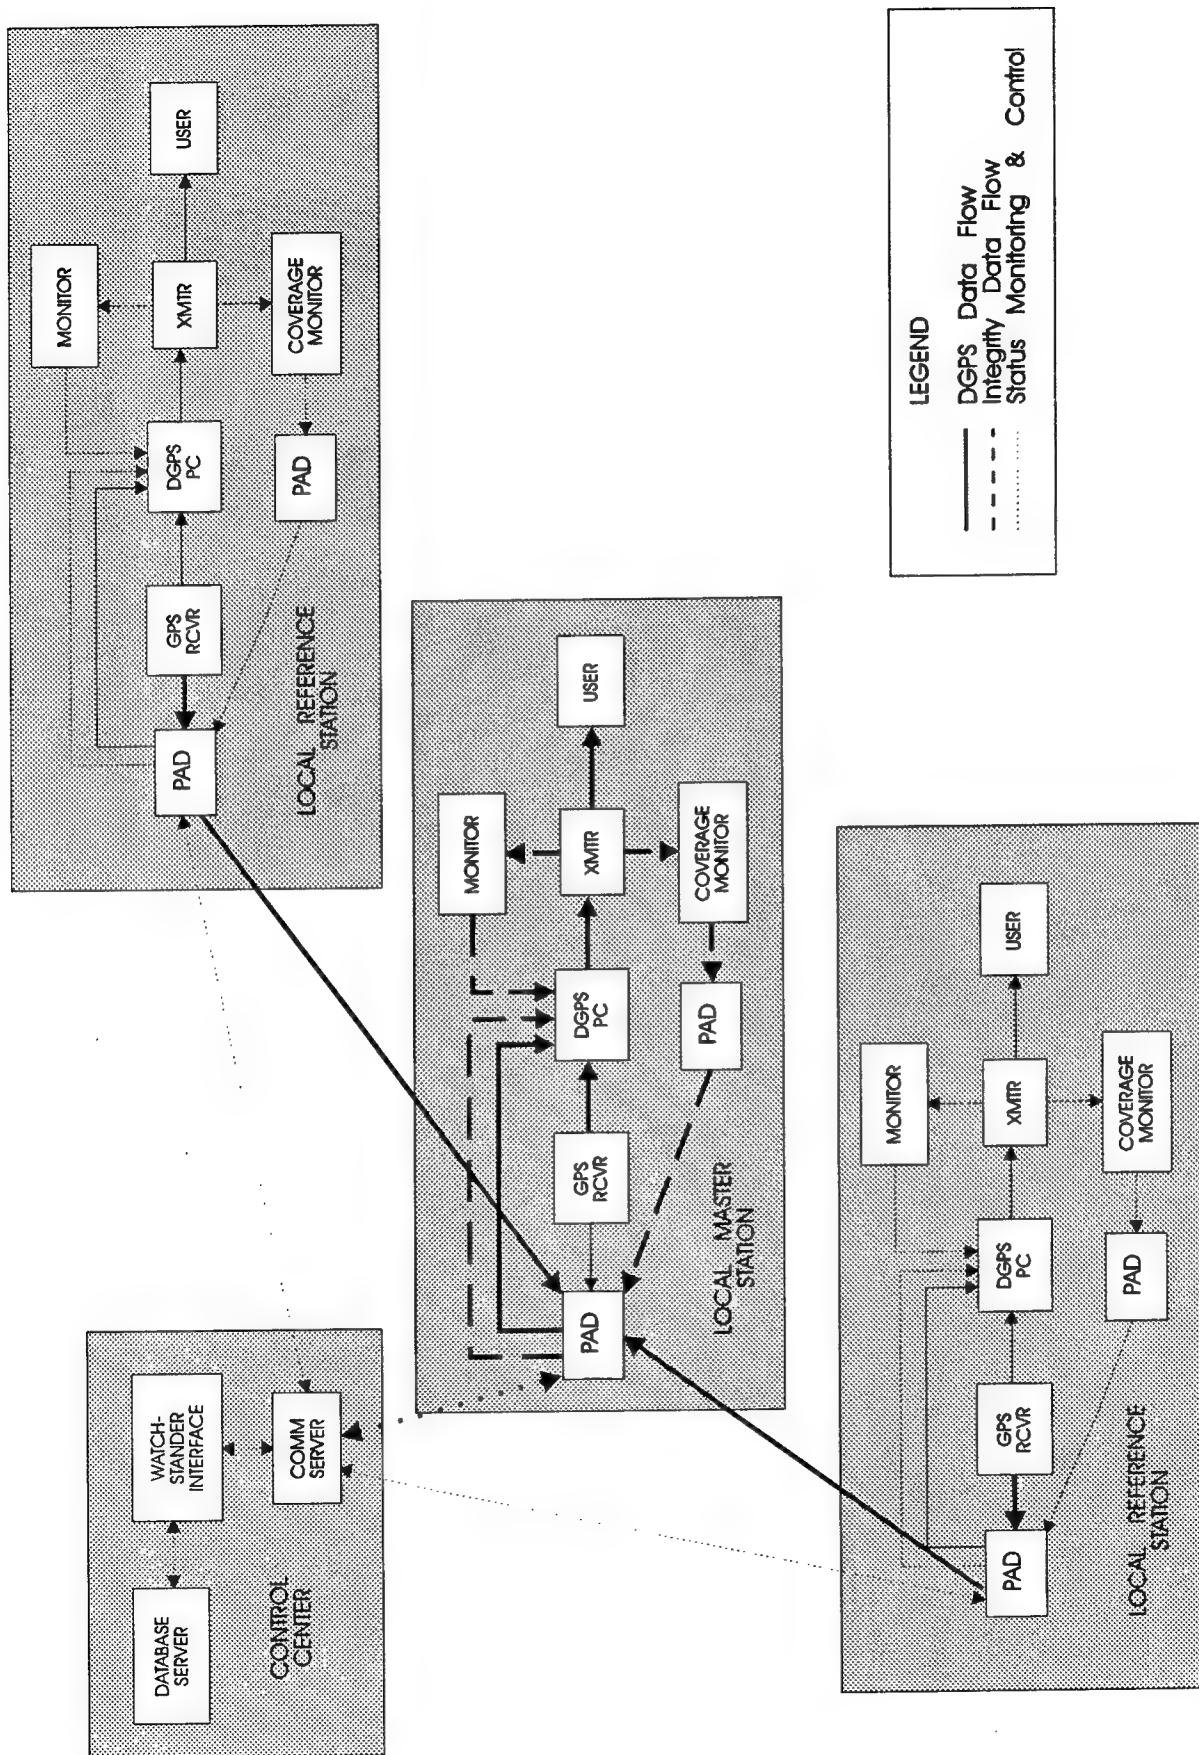 DATABASE
SERVER
WATCH-
STANDER
INTERFACE
COMM
SERVER
CONTROL
CENTER
PAD
GPS
RCVR
DGPS
PC
MONITOR
XMTR
USER
COVERAGE
MONITOR
PAD
LOCAL REFERENCE
STATION
PAD
GPS
RCVR
DGPS
PC
MONITOR
XMTR
USER
COVERAGE
MONITOR
PAD
LOCAL MASTER
STATION
PAD
GPS
RCVR
DGPS
PC
MONITOR
XMTR
USER
COVERAGE
MONITOR
PAD
LOCAL REFERENCE
STATION
LEGEND
DGPS Data Flow
Integrity Data Flow
Status Monitoring & Control